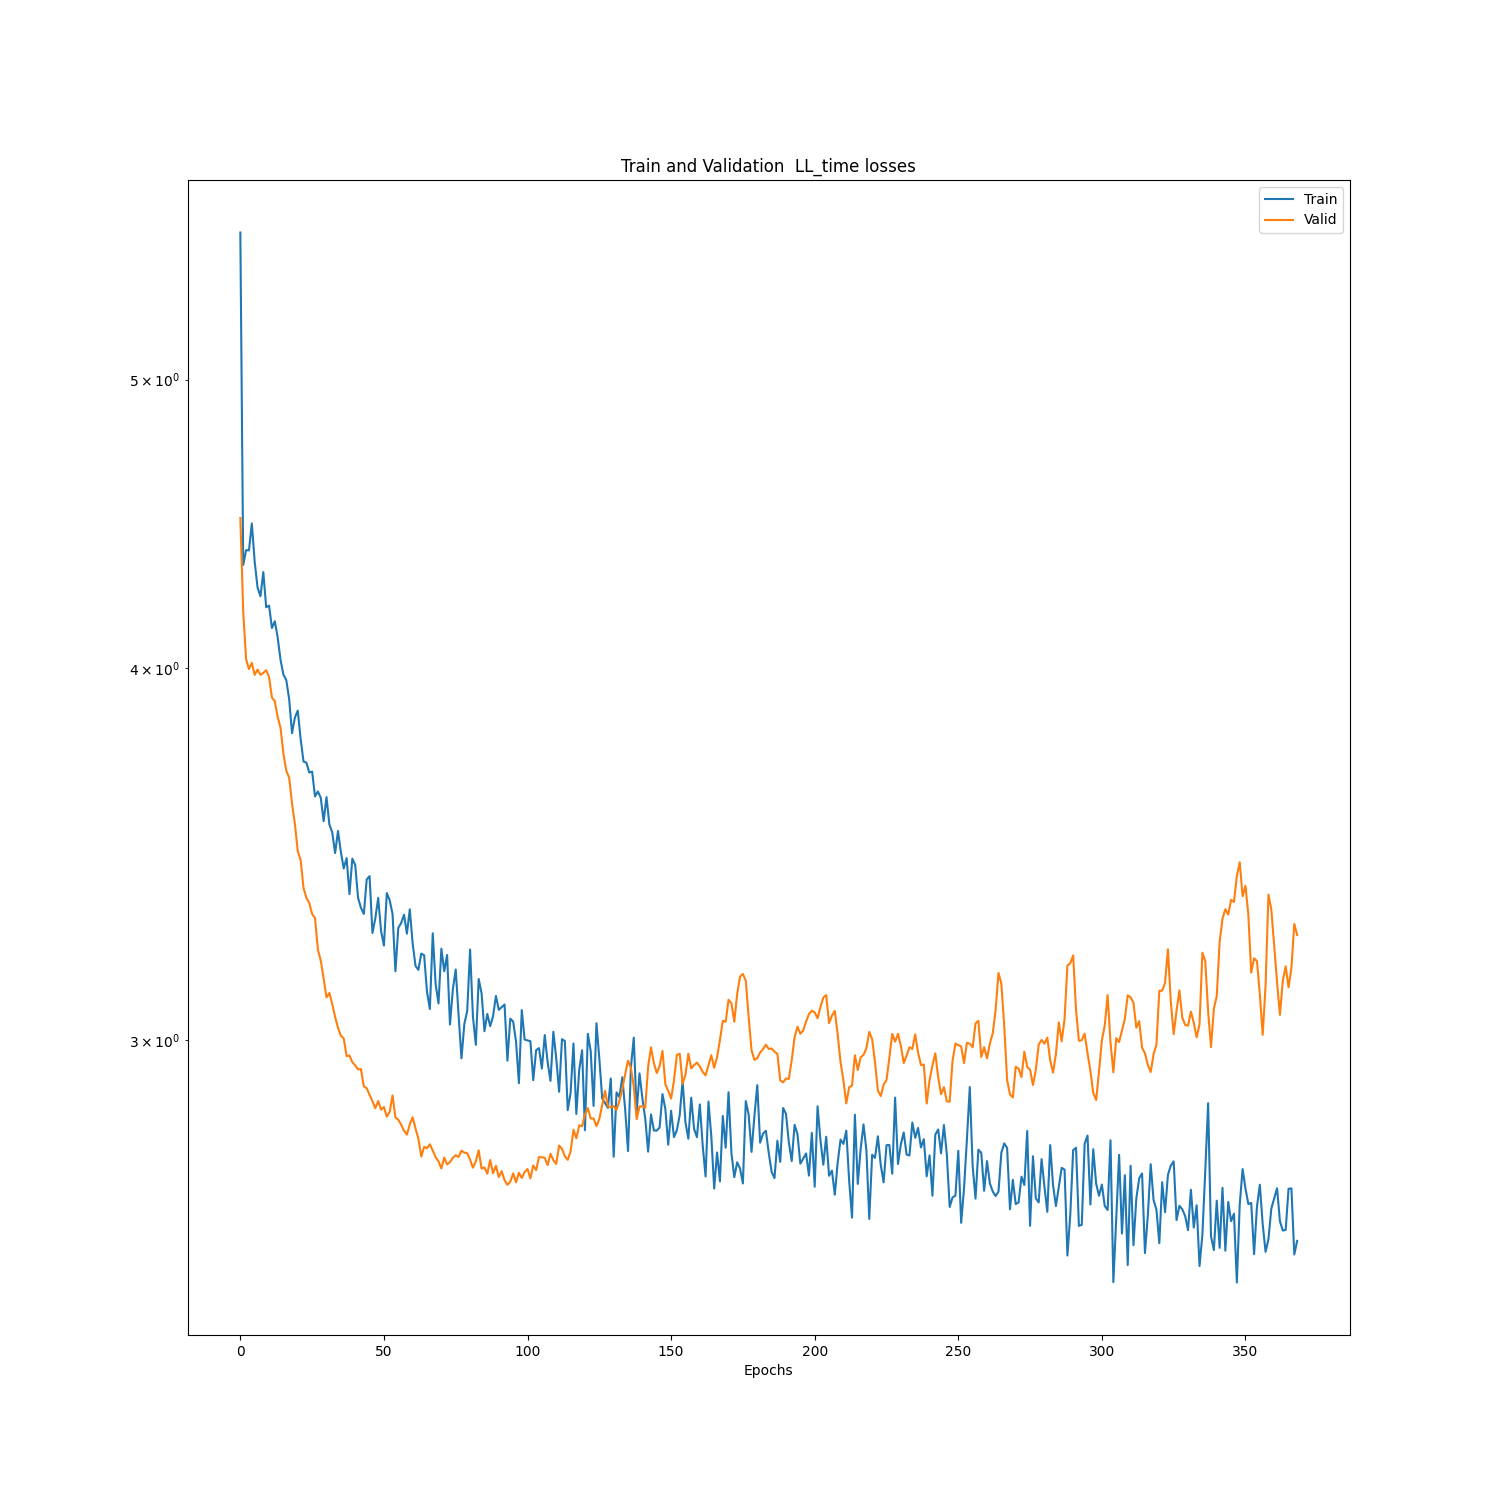 Train and Validation  LL_time losses
Train
Valid
5 × 10⁰
4 × 10⁰
3 × 10⁰
0 50 100 150 200 250 300 350
Epochs